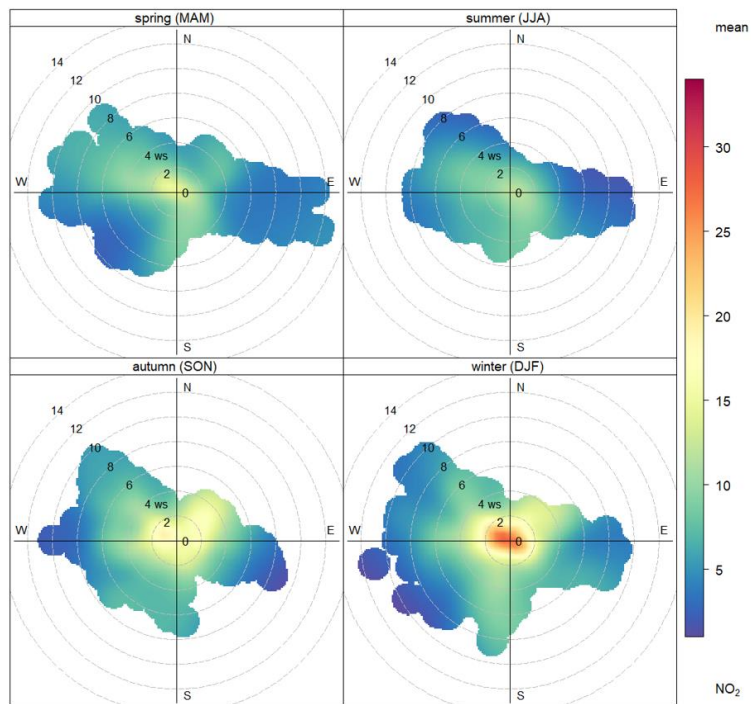 spring (MAM)
N
14
12
10
8
6
4 ws
2
0
W
E
S
summer (JJA)
N
14
12
10
8
6
4 ws
2
0
W
E
S
autumn (SON)
N
14
12
10
8
6
4 ws
2
0
W
E
S
winter (DJF)
N
14
12
10
8
6
4 ws
2
0
W
E
S
mean
30
25
20
15
10
5
NO₂